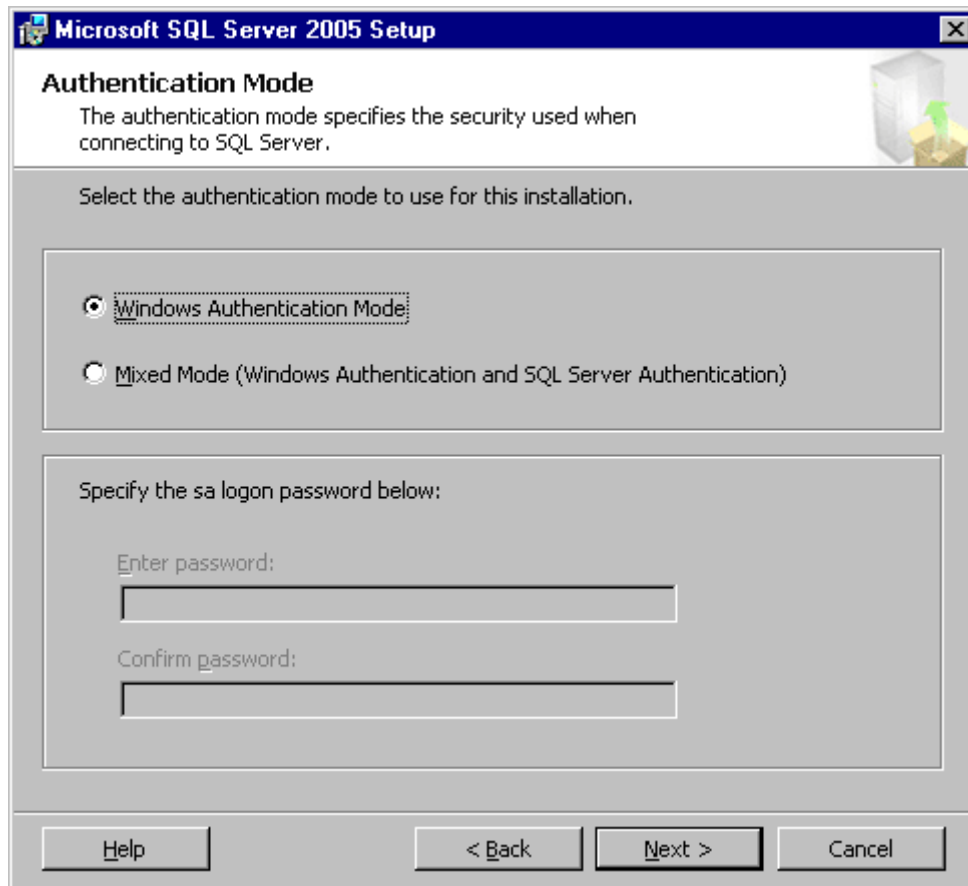 Microsoft SQL Server 2005 Setup
Authentication Mode
The authentication mode specifies the security used when
connecting to SQL Server.
Select the authentication mode to use for this installation.
Windows Authentication Mode
Mixed Mode (Windows Authentication and SQL Server Authentication)
Specify the sa logon password below:
Enter password:
Confirm password:
Help
< Back
Next >
Cancel